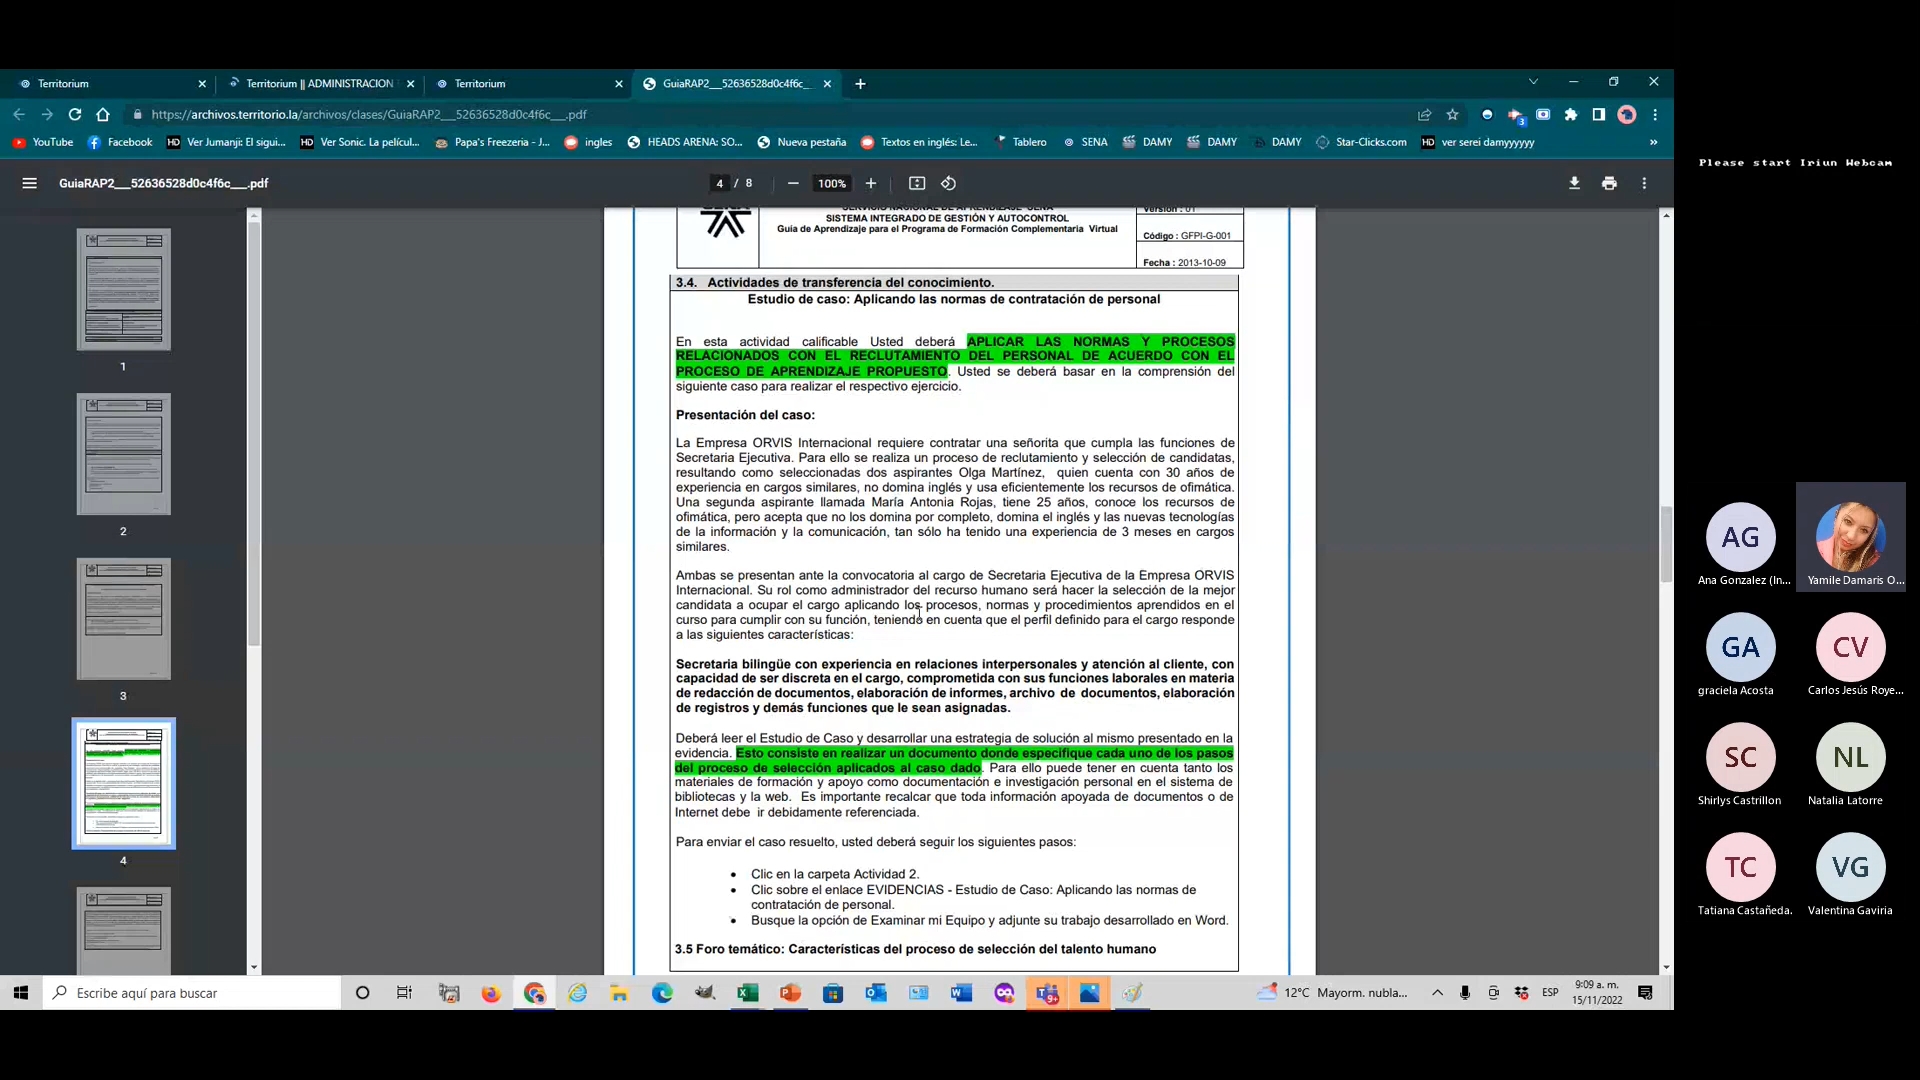 Territorium
Territorium || ADMINISTRACION
Territorium
GuiaRAP2__52636528d0c4f6c_
https://archivos.territorio.la/archivos/clases/GuiaRAP2__52636528d0c4f6c__.pdf
3
YouTube
Facebook
HD Ver Jumanji: El sigui...
HD Ver Sonic. La películ...
Papa's Freezeria - J...
ingles
HEADS ARENA: SO...
Nueva pestaña
Textos en inglés: Le...
Tablero
SENA
DAMY
DAMY
DAMY
Star-Clicks.com
HD ver serei damyyyyyy
»
GuiaRAP2__52636528d0c4f6c__.pdf
4 / 8
100%
1
2
3
4
SERVICIO NACIONAL DE APRENDIZAJE SENA
SISTEMA INTEGRADO DE GESTIÓN Y AUTOCONTROL
Guía de Aprendizaje para el Programa de Formación Complementaria Virtual
Versión : 01
Código : GFPI-G-001
Fecha : 2013-10-09
3.4. Actividades de transferencia del conocimiento.
Estudio de caso: Aplicando las normas de contratación de personal
En esta actividad calificable Usted deberá APLICAR LAS NORMAS Y PROCESOS
RELACIONADOS CON EL RECLUTAMIENTO DEL PERSONAL DE ACUERDO CON EL
PROCESO DE APRENDIZAJE PROPUESTO. Usted se deberá basar en la comprensión del
siguiente caso para realizar el respectivo ejercicio.
Presentación del caso:
La Empresa ORVIS Internacional requiere contratar una señorita que cumpla las funciones de
Secretaria Ejecutiva. Para ello se realiza un proceso de reclutamiento y selección de candidatas,
resultando como seleccionadas dos aspirantes Olga Martínez, quien cuenta con 30 años de
experiencia en cargos similares, no domina inglés y usa eficientemente los recursos de ofimática.
Una segunda aspirante llamada María Antonia Rojas, tiene 25 años, conoce los recursos de
ofimática, pero acepta que no los domina por completo, domina el inglés y las nuevas tecnologías
de la información y la comunicación, tan sólo ha tenido una experiencia de 3 meses en cargos
similares.
Ambas se presentan ante la convocatoria al cargo de Secretaria Ejecutiva de la Empresa ORVIS
Internacional. Su rol como administrador del recurso humano será hacer la selección de la mejor
candidata a ocupar el cargo aplicando los procesos, normas y procedimientos aprendidos en el
curso para cumplir con su función, teniendo en cuenta que el perfil definido para el cargo responde
a las siguientes características:
Secretaria bilingüe con experiencia en relaciones interpersonales y atención al cliente, con
capacidad de ser discreta en el cargo, comprometida con sus funciones laborales en materia
de redacción de documentos, elaboración de informes, archivo de documentos, elaboración
de registros y demás funciones que le sean asignadas.
Deberá leer el Estudio de Caso y desarrollar una estrategia de solución al mismo presentado en la
evidencia. Esto consiste en realizar un documento donde especifique cada uno de los pasos
del proceso de selección aplicados al caso dado. Para ello puede tener en cuenta tanto los
materiales de formación y apoyo como documentación e investigación personal en el sistema de
bibliotecas y la web. Es importante recalcar que toda información apoyada de documentos o de
Internet debe ir debidamente referenciada.
Para enviar el caso resuelto, usted deberá seguir los siguientes pasos:
• Clic en la carpeta Actividad 2.
• Clic sobre el enlace EVIDENCIAS - Estudio de Caso: Aplicando las normas de
contratación de personal.
• Busque la opción de Examinar mi Equipo y adjunte su trabajo desarrollado en Word.
3.5 Foro temático: Características del proceso de selección del talento humano
Please start Iriun Webcam
AG
Ana Gonzalez (In...
Yamile Damaris O...
GA
graciela Acosta
CV
Carlos Jesús Roye...
SC
Shirlys Castrillon
NL
Natalia Latorre
TC
Tatiana Castañeda.
VG
Valentina Gaviria
Escribe aquí para buscar
9+
12°C Mayorm. nubla...
ESP
9:09 a. m.
15/11/2022